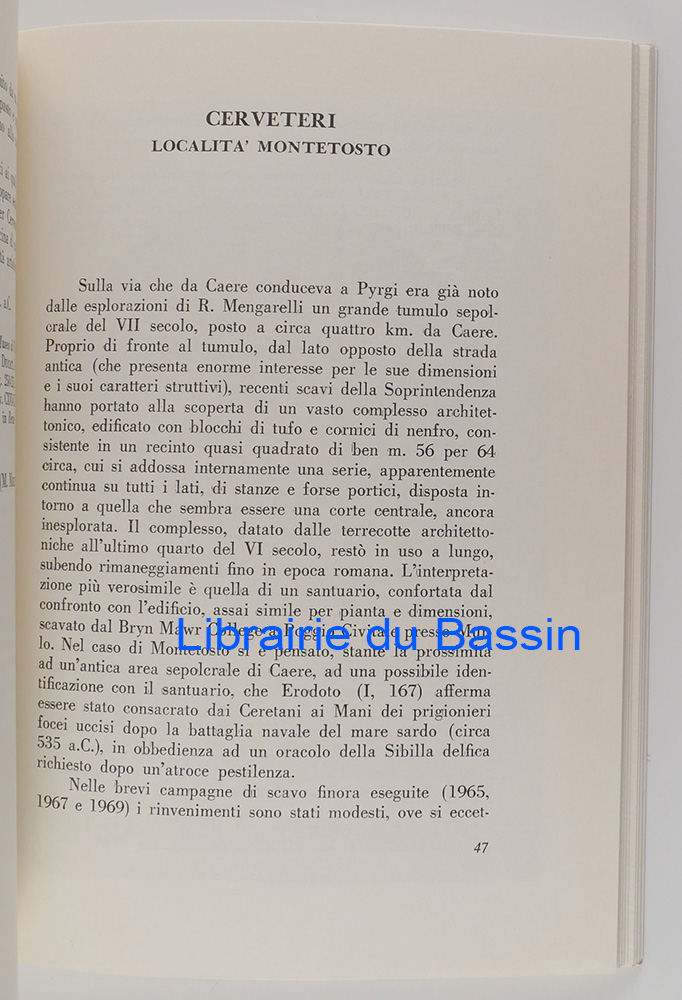 CERVETERI
LOCALITA' MONTETOSTO
Sulla via che da Caere conduceva a Pyrgi era già noto
dalle esplorazioni di R. Mengarelli un grande tumulo sepol-
crale del VII secolo, posto a circa quattro km. da Caere.
Proprio di fronte al tumulo, dal lato opposto della strada
antica (che presenta enorme interesse per le sue dimensioni
e i suoi caratteri struttivi), recenti scavi della Soprintendenza
hanno portato alla scoperta di un vasto complesso architet-
tonico, edificato con blocchi di tufo e cornici di nenfro, con-
sistente in un recinto quasi quadrato di ben m. 56 per 64
circa, cui si addossa internamente una serie, apparentemente
continua su tutti i lati, di stanze e forse portici, disposta in-
torno a quella che sembra essere una corte centrale, ancora
inesplorata. Il complesso, datato dalle terrecotte architetto-
niche all'ultimo quarto del VI secolo, restò in uso a lungo,
subendo rimaneggiamenti fino in epoca romana. L'interpreta-
zione più verosimile è quella di un santuario, confortata dal
confronto con l'edificio, assai simile per pianta e dimensioni,
scavato dal Bryn Mawr College a Poggio Civitate presso Mur-
lo. Nel caso di Montetosto si è pensato, stante la prossimità
ad un'antica area sepolcrale di Caere, ad una possibile iden-
tificazione con il santuario, che Erodoto (I, 167) afferma
essere stato consacrato dai Ceretani ai Mani dei prigionieri
focei uccisi dopo la battaglia navale del mare sardo (circa
535 a.C.), in obbedienza ad un oracolo della Sibilla delfica
richiesto dopo un'atroce pestilenza.
Nelle brevi campagne di scavo finora eseguite (1965,
1967 e 1969) i rinvenimenti sono stati modesti, ove si eccet-
47
Librairie du Bassin